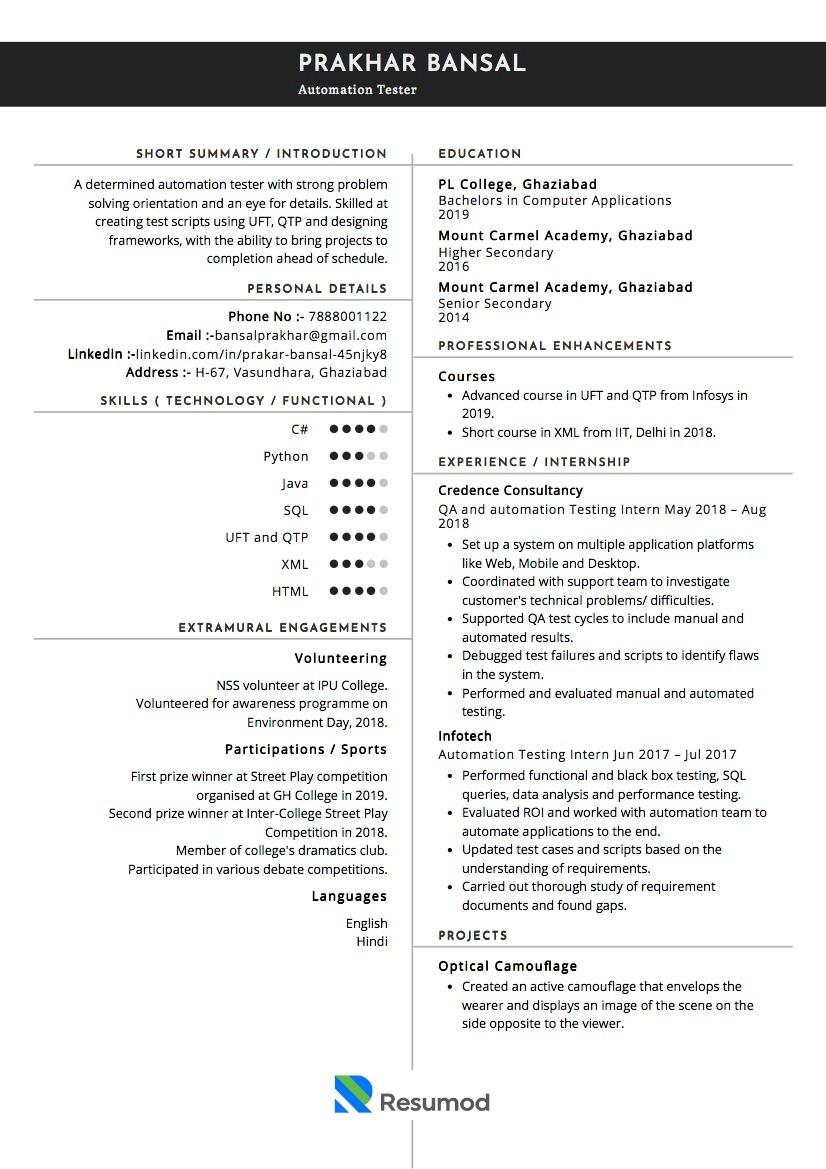 PRAKHAR BANSAL
Automation Tester
SHORT SUMMARY / INTRODUCTION
A determined automation tester with strong problem
solving orientation and an eye for details. Skilled at
creating test scripts using UFT, QTP and designing
frameworks, with the ability to bring projects to
completion ahead of schedule.
PERSONAL DETAILS
Phone No :- 7888001122
Email :-bansalprakhar@gmail.com
Linkedin :-linkedin.com/in/prakar-bansal-45njky8
Address :- H-67, Vasundhara, Ghaziabad
SKILLS ( TECHNOLOGY / FUNCTIONAL )
C#
Python
Java
SQL
UFT and QTP
XML
HTML
EXTRAMURAL ENGAGEMENTS
Volunteering
NSS volunteer at IPU College.
Volunteered for awareness programme on
Environment Day, 2018.
Participations / Sports
First prize winner at Street Play competition
organised at GH College in 2019.
Second prize winner at Inter-College Street Play
Competition in 2018.
Member of college's dramatics club.
Participated in various debate competitions.
Languages
English
Hindi
EDUCATION
PL College, Ghaziabad
Bachelors in Computer Applications
2019
Mount Carmel Academy, Ghaziabad
Higher Secondary
2016
Mount Carmel Academy, Ghaziabad
Senior Secondary
2014
PROFESSIONAL ENHANCEMENTS
Courses
• Advanced course in UFT and QTP from Infosys in
2019.
• Short course in XML from IIT, Delhi in 2018.
EXPERIENCE / INTERNSHIP
Credence Consultancy
QA and automation Testing Intern May 2018 – Aug
2018
• Set up a system on multiple application platforms
like Web, Mobile and Desktop.
• Coordinated with support team to investigate
customer's technical problems/ difficulties.
• Supported QA test cycles to include manual and
automated results.
• Debugged test failures and scripts to identify flaws
in the system.
• Performed and evaluated manual and automated
testing.
Infotech
Automation Testing Intern Jun 2017 – Jul 2017
• Performed functional and black box testing, SQL
queries, data analysis and performance testing.
• Evaluated ROI and worked with automation team to
automate applications to the end.
• Updated test cases and scripts based on the
understanding of requirements.
• Carried out thorough study of requirement
documents and found gaps.
PROJECTS
Optical Camouflage
• Created an active camouflage that envelops the
wearer and displays an image of the scene on the
side opposite to the viewer.
Resumod